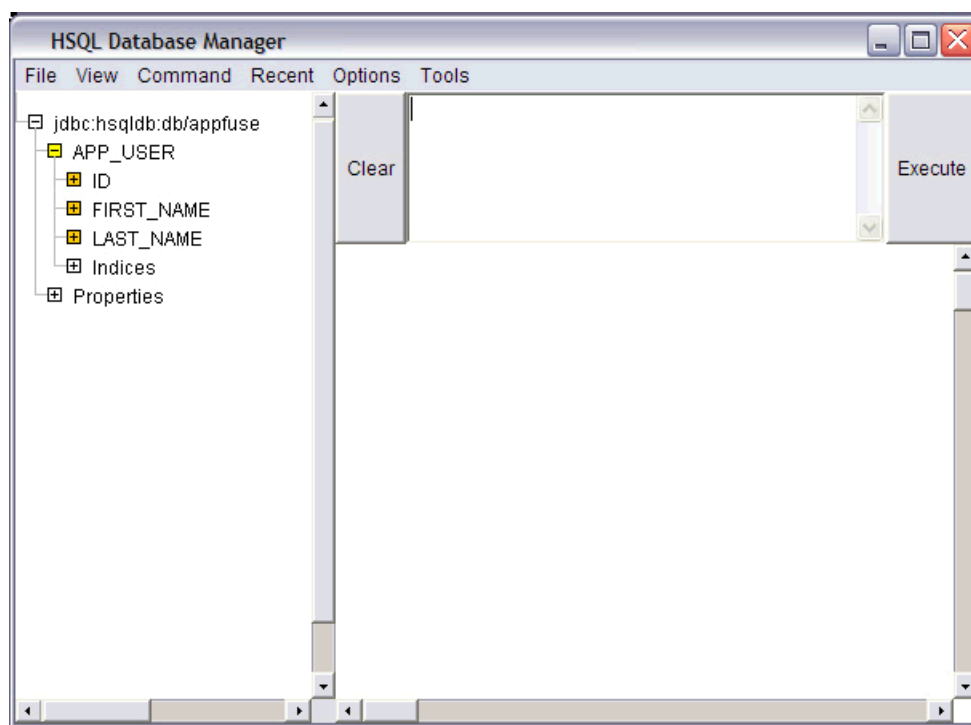 HSQL Database Manager
File View Command Recent Options Tools
jdbc:hsqldb:db/appfuse
APP_USER
ID
FIRST_NAME
LAST_NAME
Indices
Properties
Clear
Execute